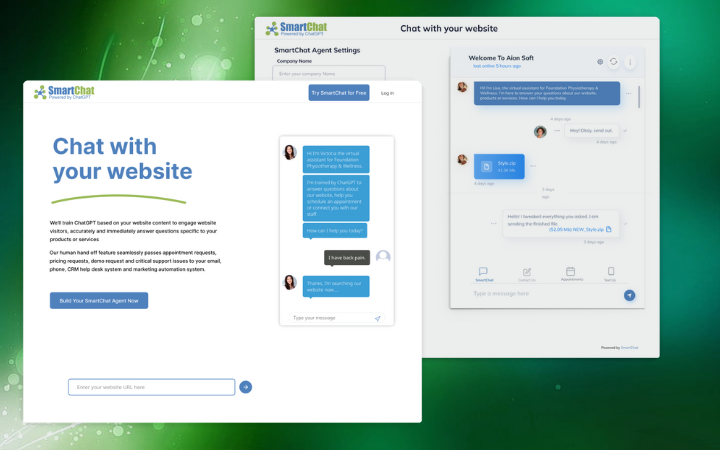 SmartChat
Powered by ChatGPT
Chat with your website
SmartChat Agent Settings
Company Name
Enter your company Name
Welcome To Aion Soft
last online 5 hours ago
Hi! I'm Lisa, the virtual assistant for Foundation Physiotherapy &
Wellness. I'm here to answer your questions about our website,
products or services. How can I help you today
4 days ago
Hey! Okay, send out.
Style.zip
4 days ago
3 days
ago
Hello! I tweaked everything you asked. I am
sending the finished file.
(52.05 Mb) NEW_Style.zip
3 days ago
SmartChat
Contact Us
Appointments
Text Us
Type a message here
Powered by SmartChat
SmartChat
Powered by ChatGPT
Try SmartChat for Free
Log in
Chat with
your website
We'll train ChatGPT based on your website content to engage website
visitors, accurately and immediately answer questions specific to your
products or services
Our human hand off feature seamlessly passes appointment requests,
pricing requests, demo request and critical support issues to your email,
phone, CRM help desk system and marketing automation system.
Build Your SmartChat Agent Now
Enter your website URL here
Hi I'm Victoria the virtual
assistant for Foundation
Physiotherapy & Wellness.
I'm trained by ChatGPT to
answer questions about
our website, help you
schedule an appointment
or connect you with our
staff.
How can I help you today?
I have back pain.
Thanks, I'm searching our
website now....
Type your message